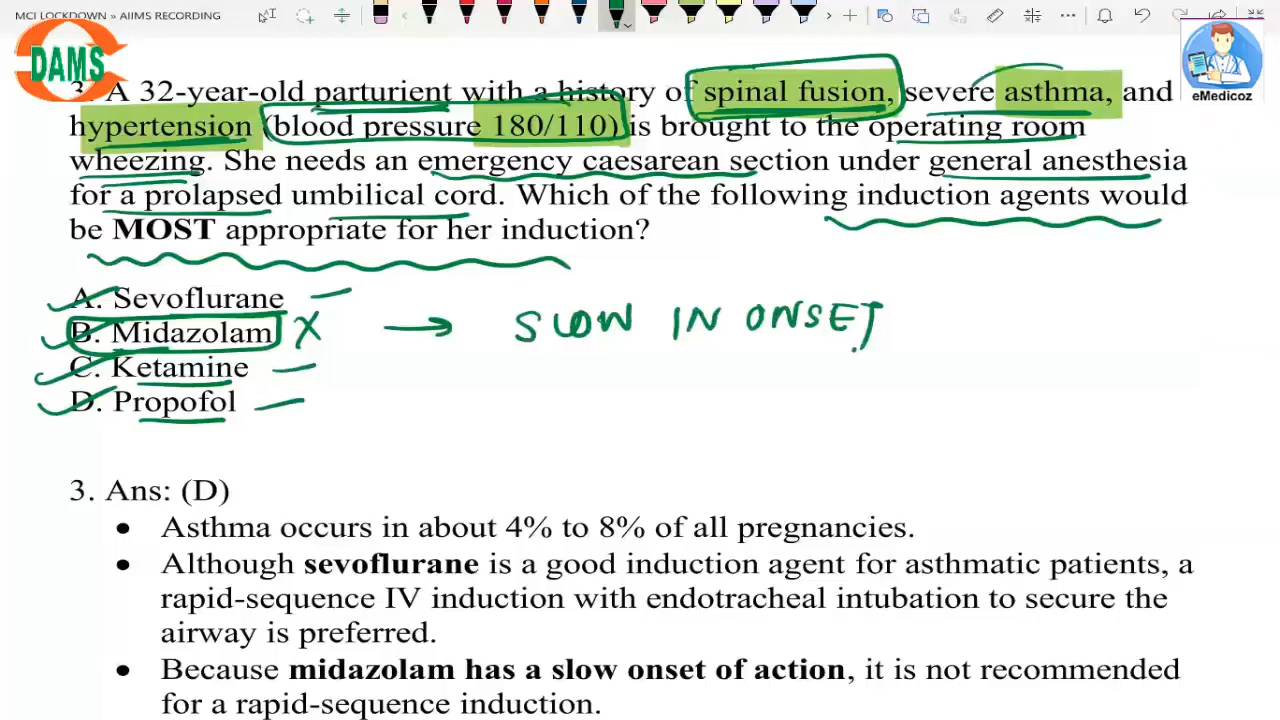 MCI LOCKDOWN » AIIMS RECORDING
DAMS
eMedicoz
3. A 32-year-old parturient with a history of spinal fusion, severe asthma, and
hypertension (blood pressure 180/110) is brought to the operating room
wheezing. She needs an emergency caesarean section under general anesthesia
for a prolapsed umbilical cord. Which of the following induction agents would
be MOST appropriate for her induction?
A. Sevoflurane
B. Midazolam X → SLOW IN ONSET
C. Ketamine
D. Propofol
3. Ans: (D)
• Asthma occurs in about 4% to 8% of all pregnancies.
• Although sevoflurane is a good induction agent for asthmatic patients, a
rapid-sequence IV induction with endotracheal intubation to secure the
airway is preferred.
• Because midazolam has a slow onset of action, it is not recommended
for a rapid-sequence induction.